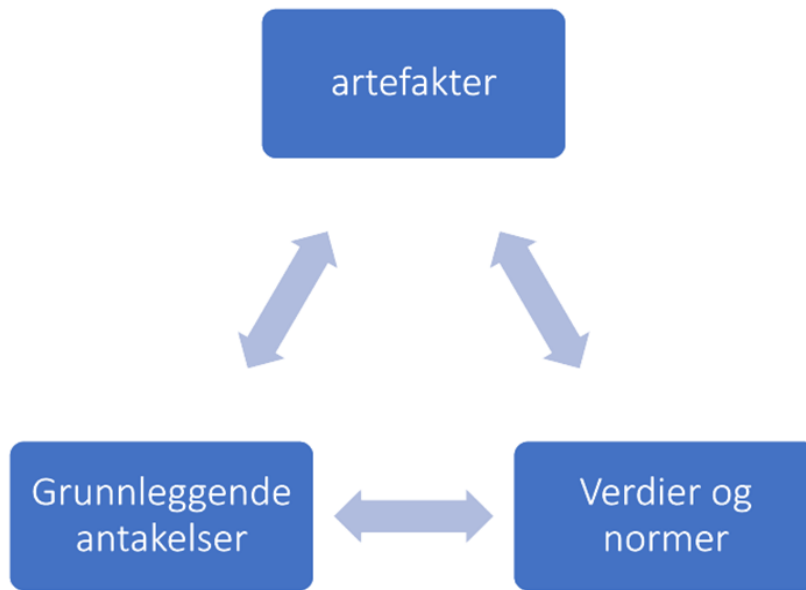 artefakter
Grunnleggende
antakelser
Verdier og
normer